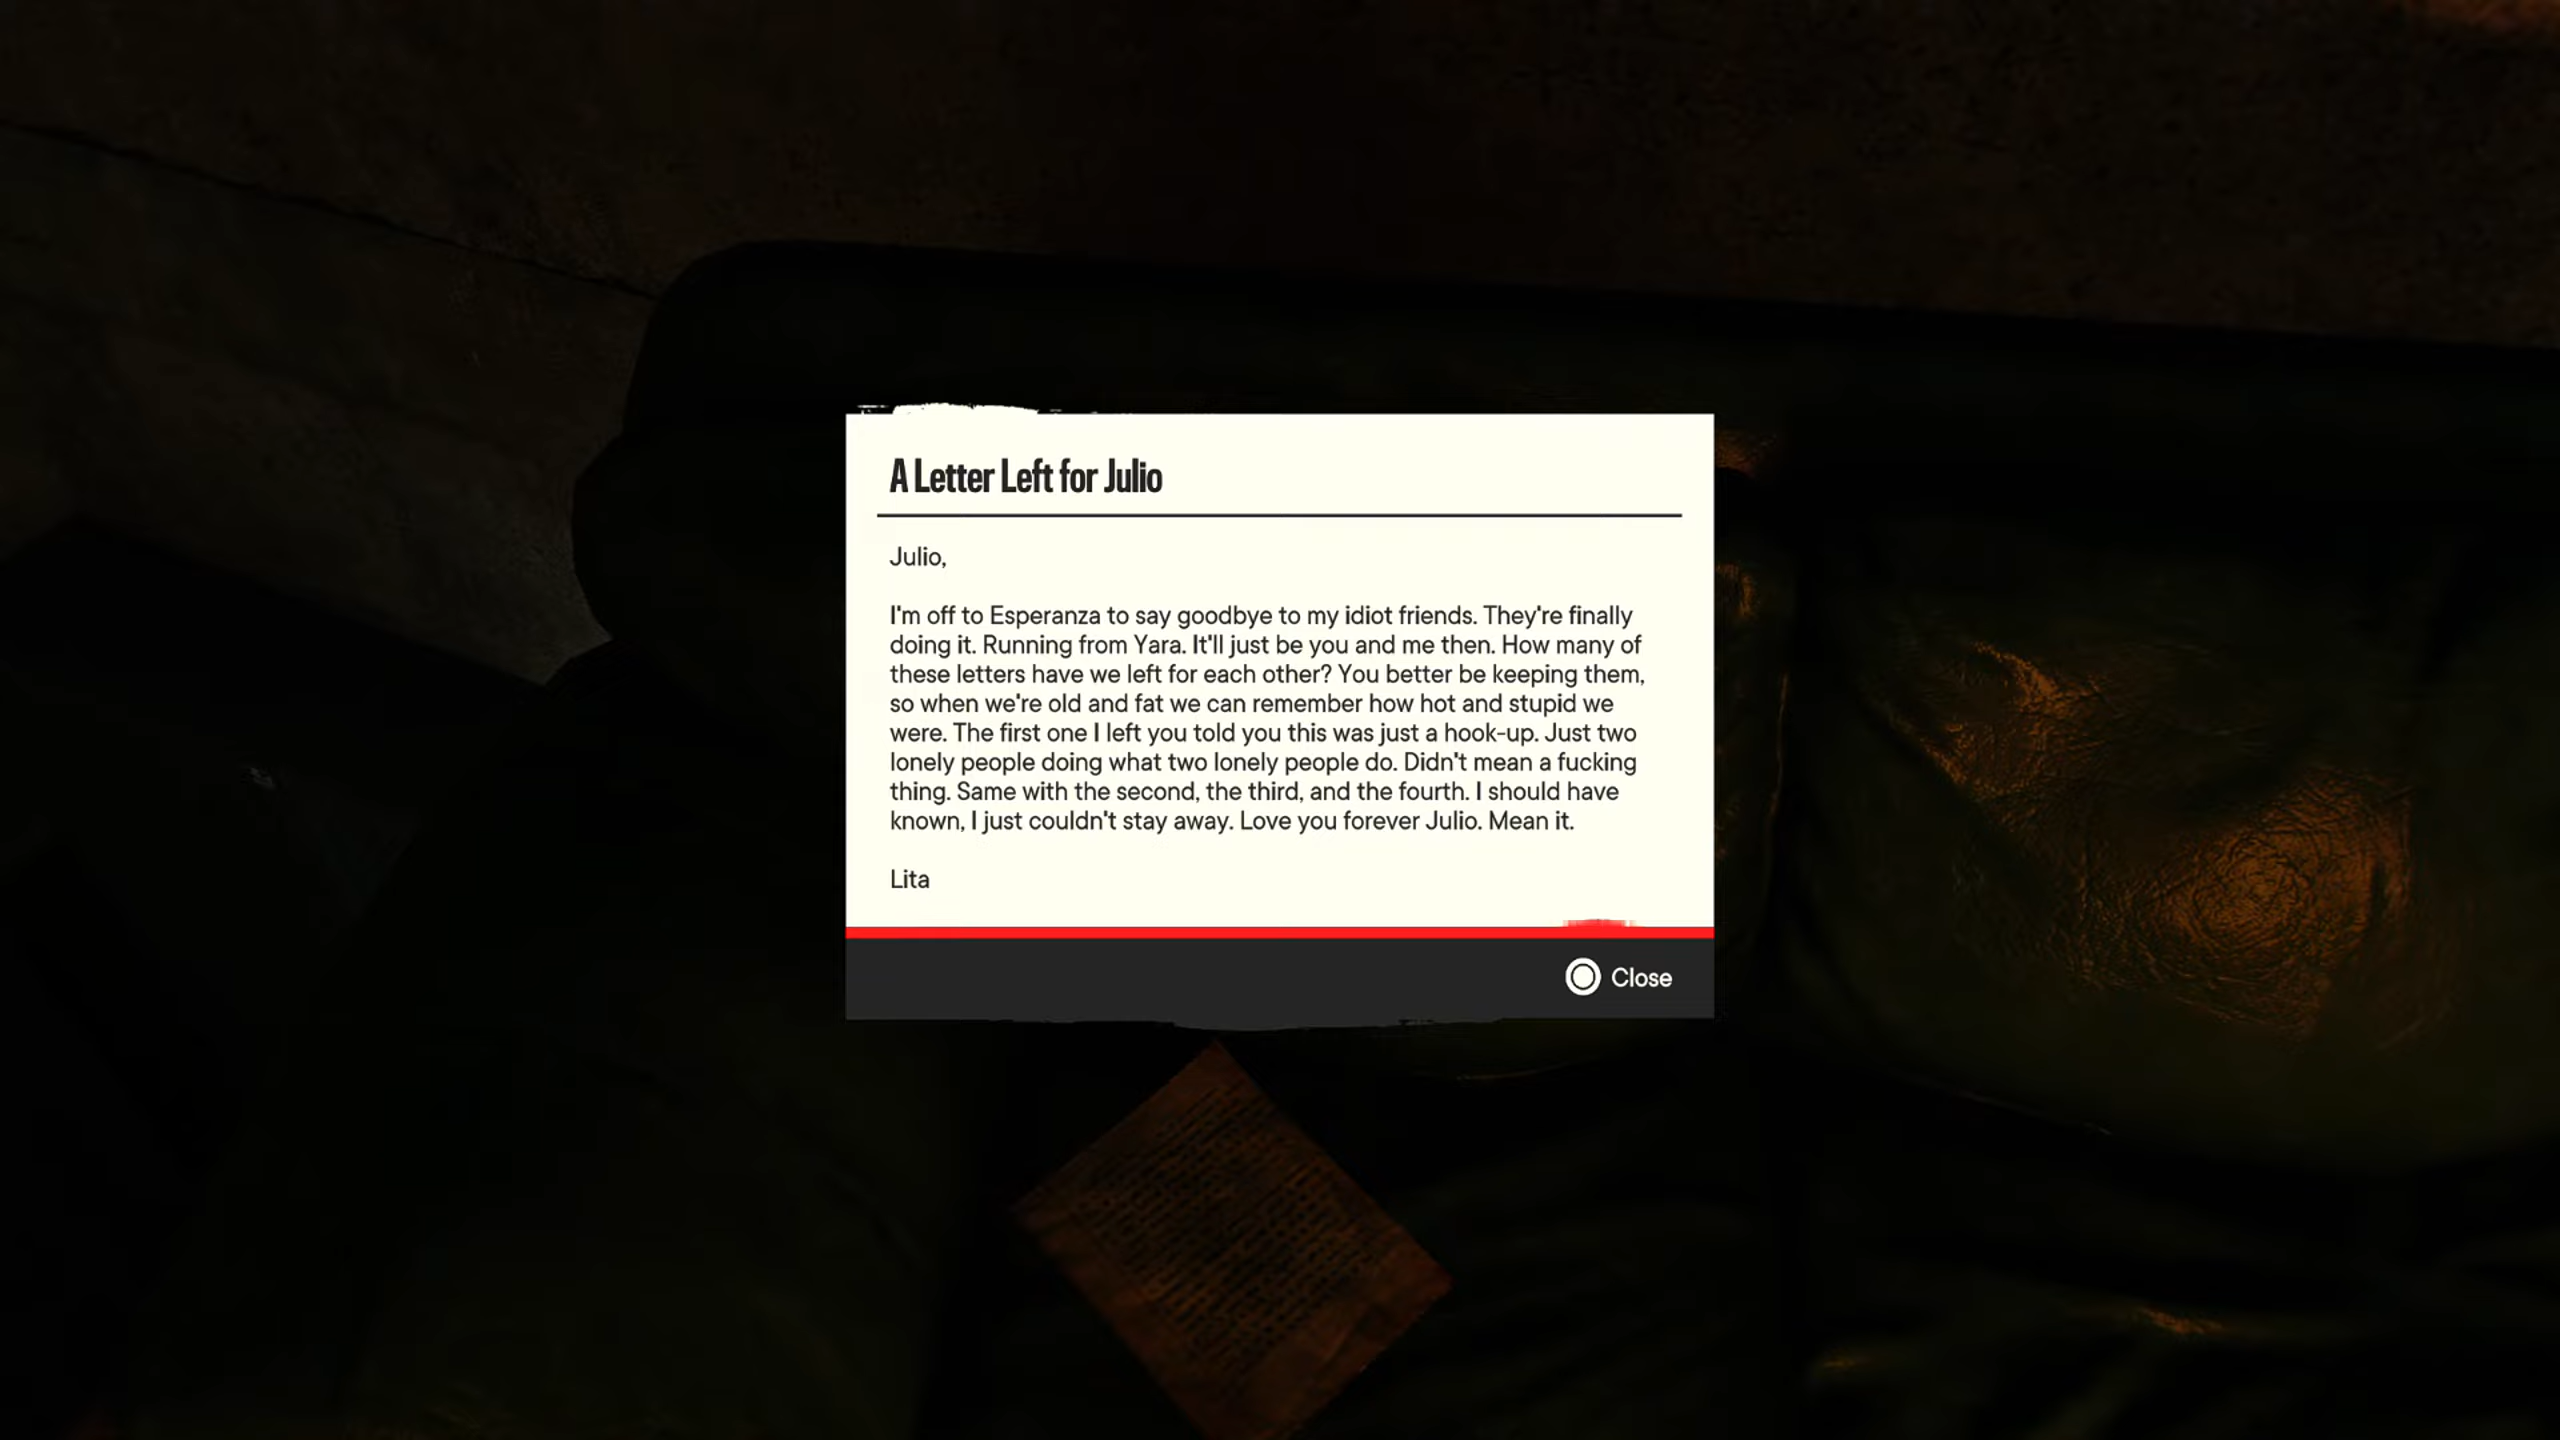 A Letter Left for Julio
Julio,
I'm off to Esperanza to say goodbye to my idiot friends. They're finally
doing it. Running from Yara. It'll just be you and me then. How many of
these letters have we left for each other? You better be keeping them,
so when we're old and fat we can remember how hot and stupid we
were. The first one I left you told you this was just a hook-up. Just two
lonely people doing what two lonely people do. Didn't mean a fucking
thing. Same with the second, the third, and the fourth. I should have
known, I just couldn't stay away. Love you forever Julio. Mean it.
Lita
Close